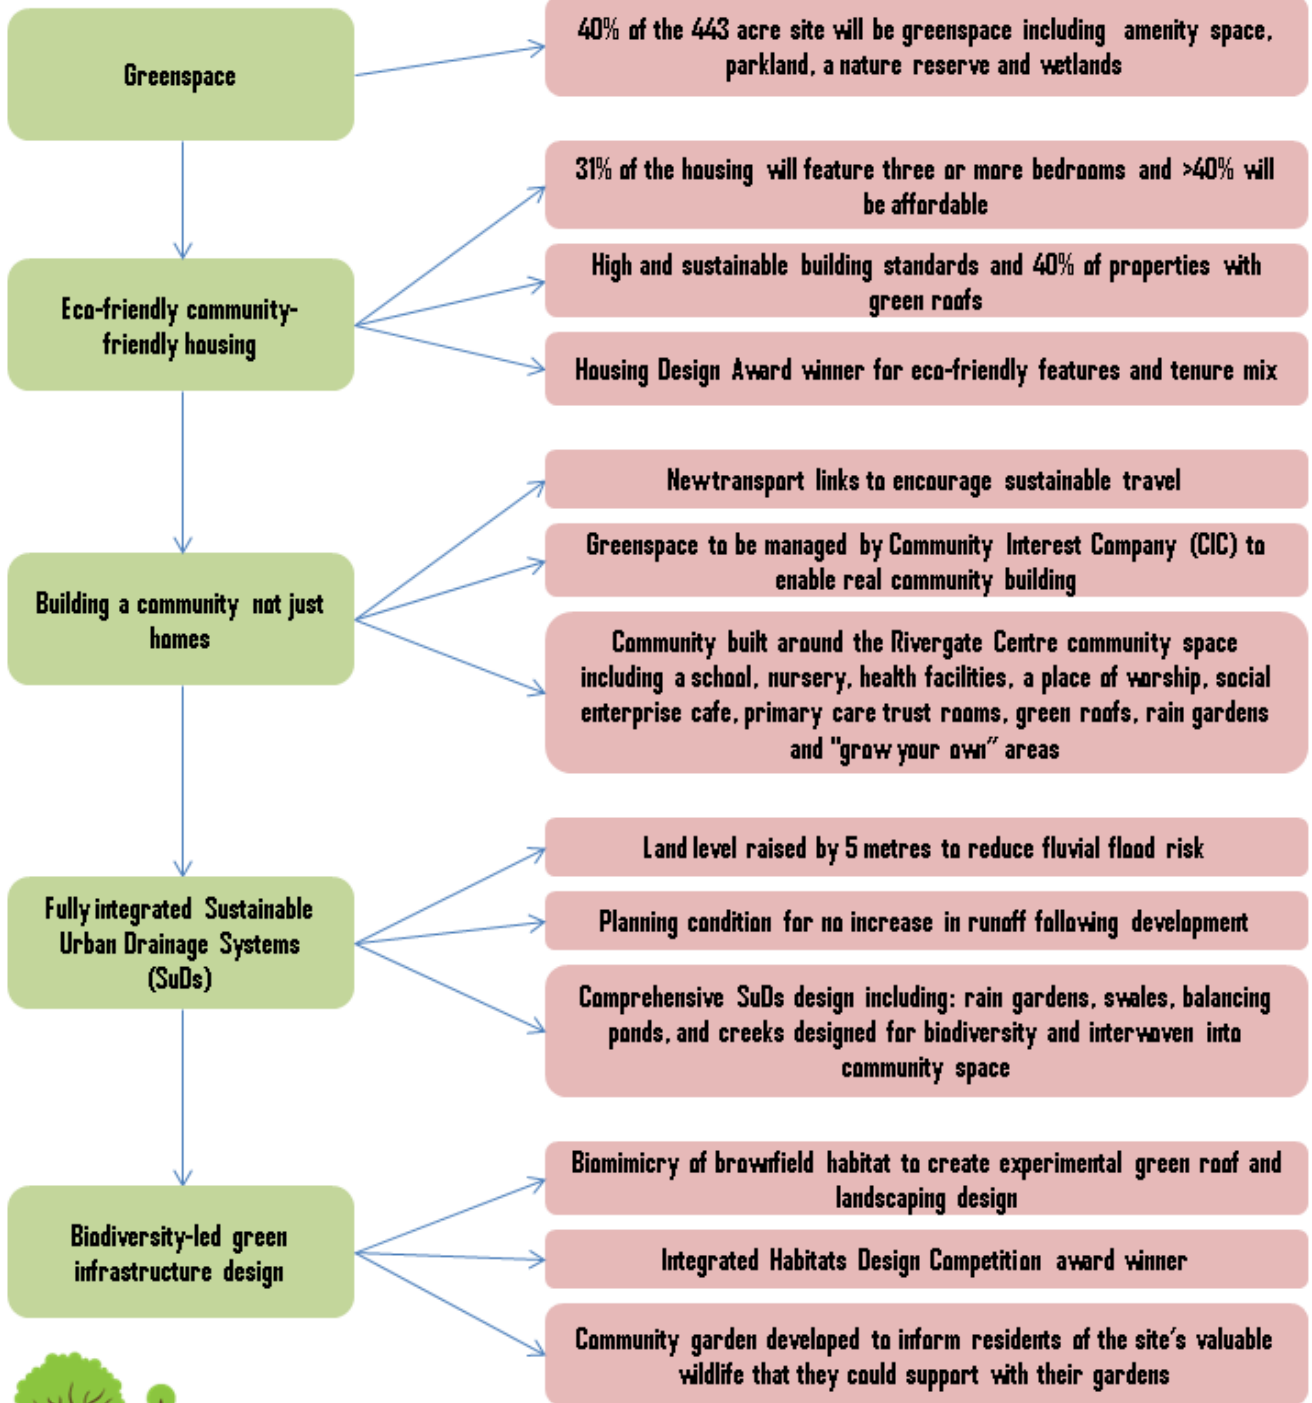 Greenspace
40% of the 443 acre site will be greenspace including amenity space,
parkland, a nature reserve and wetlands
Eco-friendly community-
friendly housing
31% of the housing will feature three or more bedrooms and >40% will
be affordable
High and sustainable building standards and 40% of properties with
green roofs
Housing Design Award winner for eco-friendly features and tenure mix
Building a community not just
homes
New transport links to encourage sustainable travel
Greenspace to be managed by Community Interest Company (CIC) to
enable real community building
Community built around the Rivergate Centre community space
including a school, nursery, health facilities, a place of worship, social
enterprise cafe, primary care trust rooms, green roofs, rain gardens
and "grow your own" areas
Fully integrated Sustainable
Urban Drainage Systems
(SuDs)
Land level raised by 5 metres to reduce fluvial flood risk
Planning condition for no increase in runoff following development
Comprehensive SuDs design including: rain gardens, swales, balancing
ponds, and creeks designed for biodiversity and interwoven into
community space
Biodiversity-led green
infrastructure design
Biomimicry of brownfield habitat to create experimental green roof and
landscaping design
Integrated Habitats Design Competition award winner
Community garden developed to inform residents of the site's valuable
wildlife that they could support with their gardens